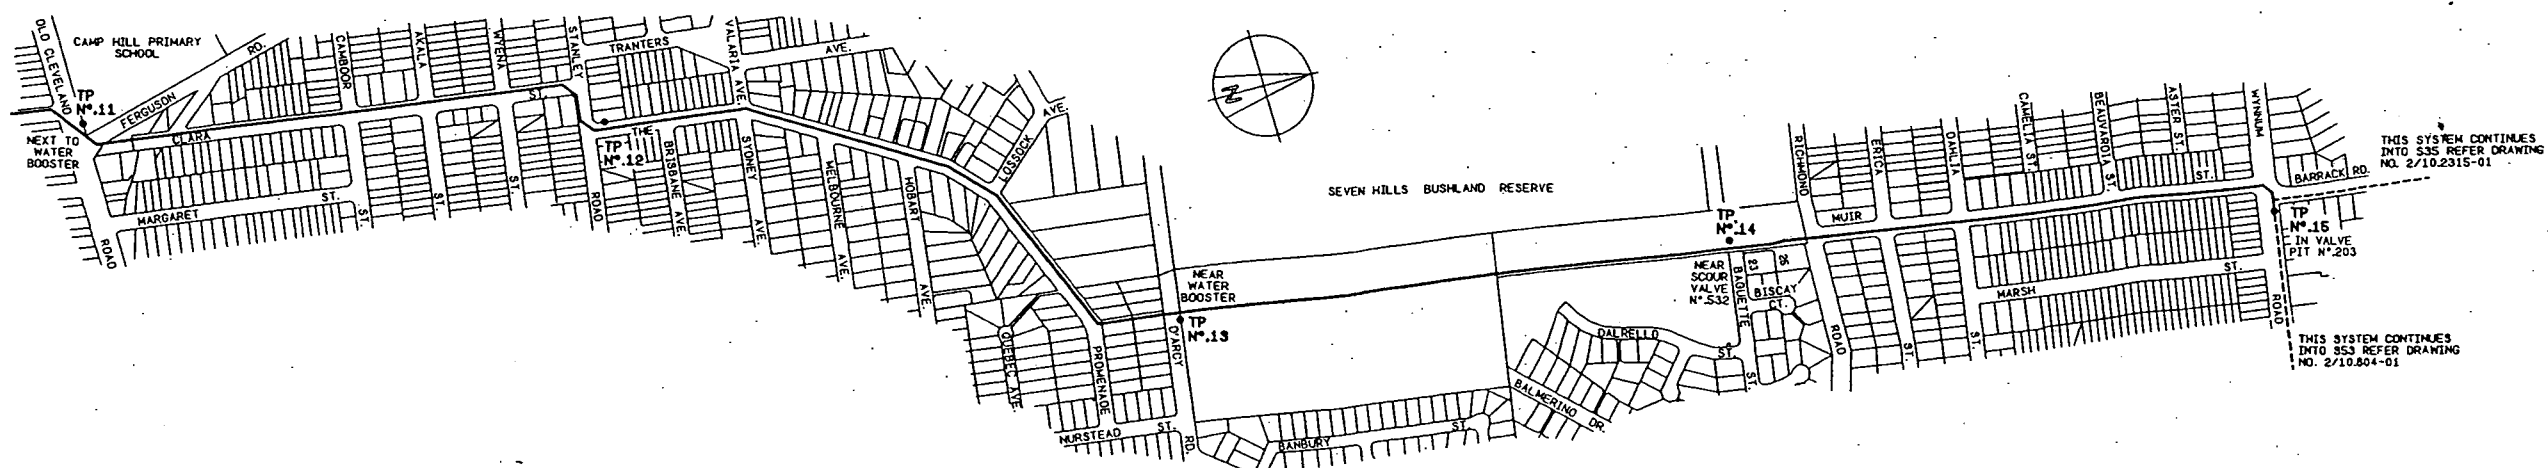 OLD CLEVELAND
CAMP HILL PRIMARY
SCHOOL
TP
Nº.11
NEXT TO
WATER
BOOSTER
FERGUSON
RD.
CLARA
ST.
MARGARET
ST.
ROAD
CAMBOOR
ST.
AKALA
ST.
WYENA
ST.
STANLEY
ROAD
TRANTERS
AVE.
THE
TP
Nº.12
BRISBANE AVE.
VALARIA AVE.
SYDNEY
AVE.
MELBOURNE
AVE.
HOBART
AVE.
LOSSOCK
AVE.
QUEBEC AVE.
PROMENADE
NURSTEAD
ST.
D'ARCY
RD.
NEAR
WATER
BOOSTER
TP
Nº.13
N
SEVEN HILLS BUSHLAND RESERVE
BANBURY
ST.
BALMERINO
DR.
DALRELLO
ST.
TP
Nº.14
NEAR
SCOUR
VALVE
Nº.532
BAQUETTE
ST.
23
25
BISCAY
CT.
RICHMOND
ROAD
MUIR
ST.
ERICA
ST.
DAHLIA
ST.
CAMELIA ST.
BEAUVARDIA
ST.
ASTER ST.
MARSH
ST.
WYNNUM
ROAD
BARRACK RD.
TP
Nº.15
IN VALVE
PIT Nº.203
THIS SYSTEM CONTINUES
INTO S35 REFER DRAWING
NO. 2/10.2315-01
THIS SYSTEM CONTINUES
INTO S53 REFER DRAWING
NO. 2/10.804-01